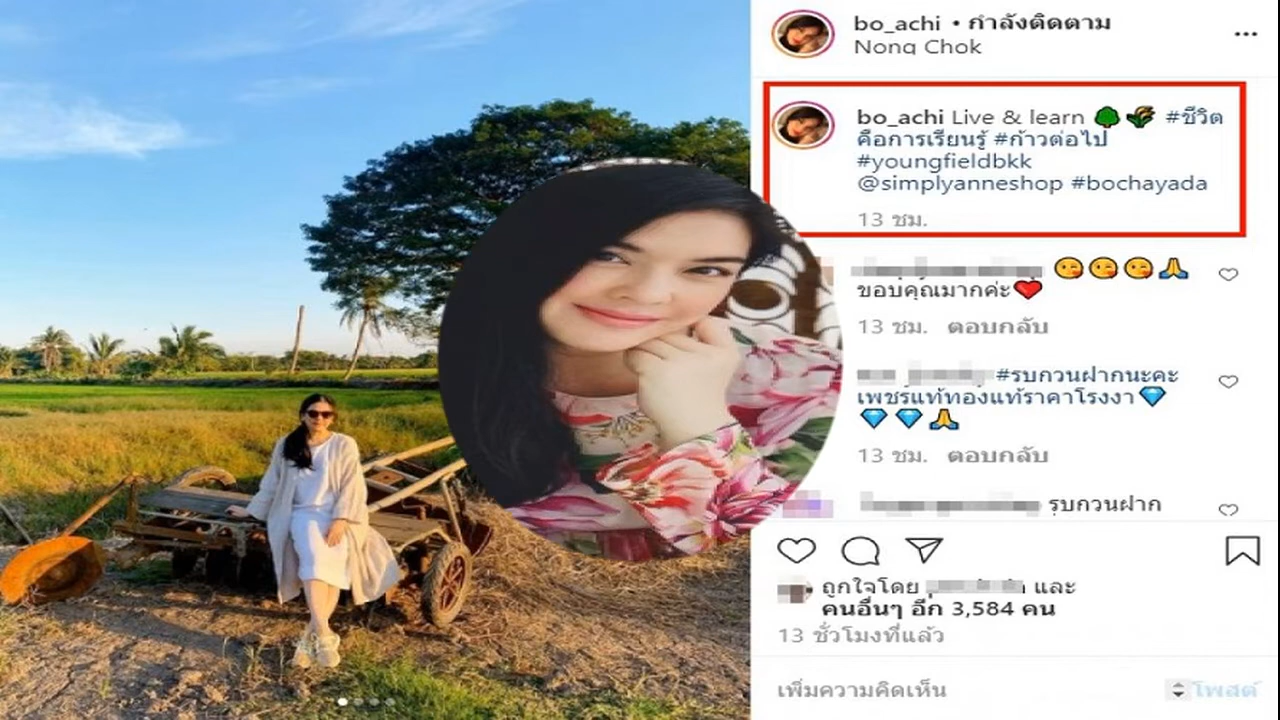 bo_achi • กำลังติดตาม
Nong Chok
bo_achi Live & learn 🌳🌾 #ชีวิต
คือการเรียนรู้ #ก้าวต่อไป
#youngfieldbkk
@simplyanneshop #bochayada
13 ชม.
😋😋😋🙏
ขอบคุณมากค่ะ❤️
13 ชม. ตอบกลับ
#รบกวนฝากนะคะ
เพชรแท้ทองแท้ราคาโรงงา💎
💎💎🙏
13 ชม. ตอบกลับ
รบกวนฝาก
ถูกใจโดย และ
คนอื่นๆ อีก 3,584 คน
13 ชั่วโมงที่แล้ว
เพิ่มความคิดเห็น
โพสต์